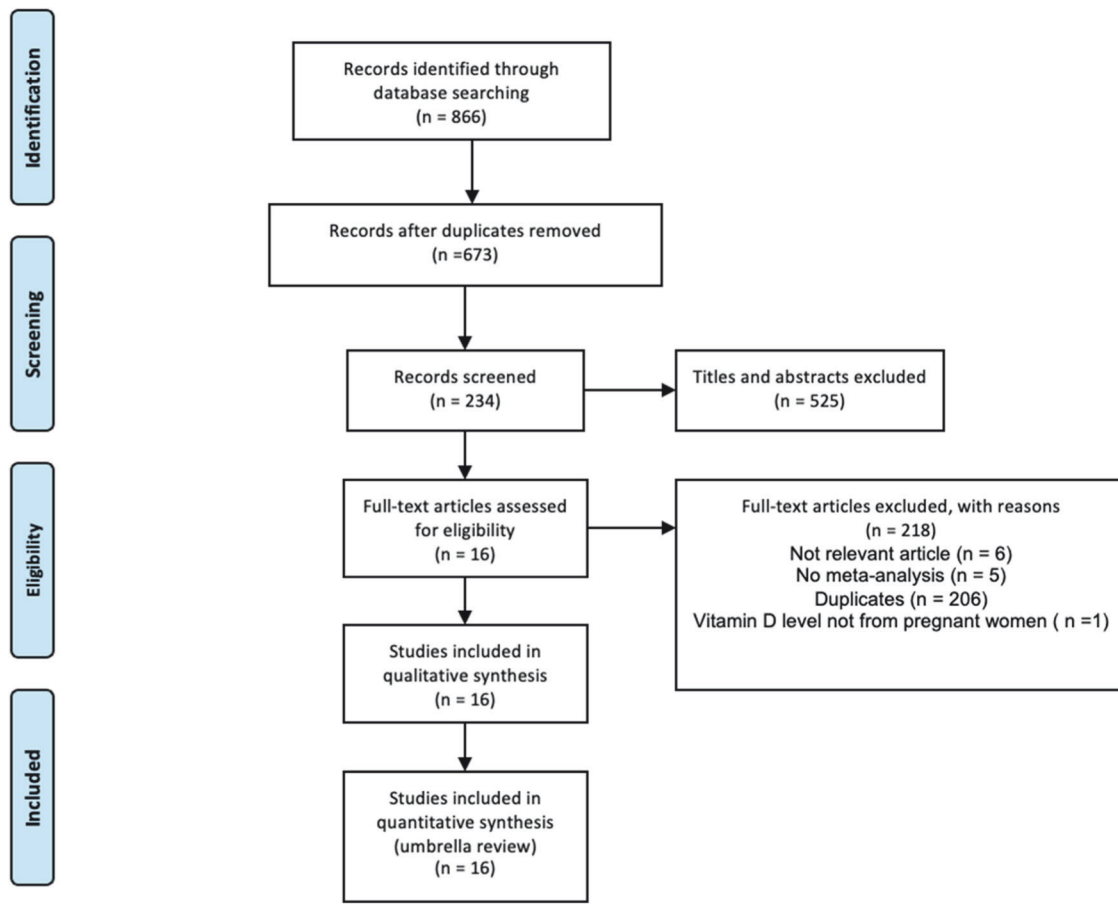 Identification
Records identified through
database searching
(n = 866)
Records after duplicates removed
(n =673)
Screening
Records screened
(n = 234)
Titles and abstracts excluded
(n = 525)
Eligibility
Full-text articles assessed
for eligibility
(n = 16)
Full-text articles excluded, with reasons
(n = 218)
Not relevant article (n = 6)
No meta-analysis (n = 5)
Duplicates (n = 206)
Vitamin D level not from pregnant women ( n =1)
Studies included in
qualitative synthesis
(n = 16)
Included
Studies included in
quantitative synthesis
(umbrella review)
(n = 16)